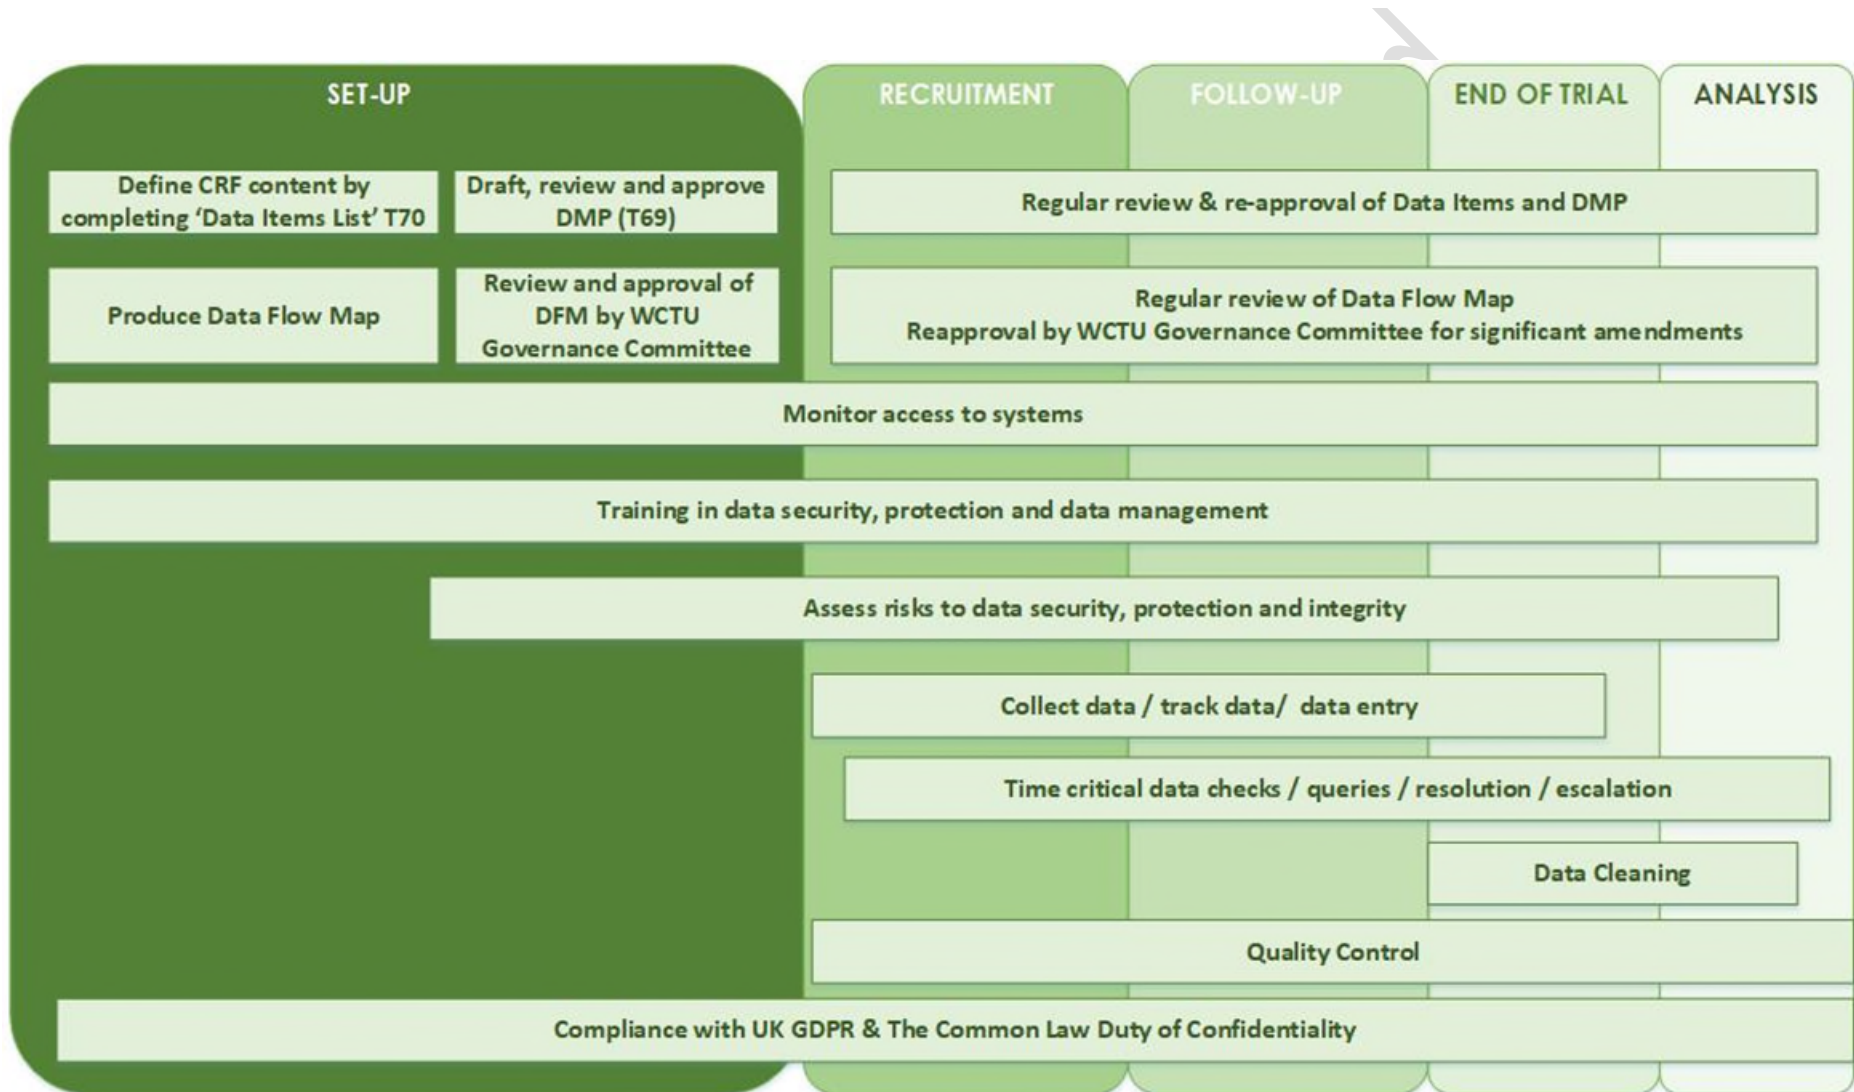 SET-UP
RECRUITMENT
FOLLOW-UP
END OF TRIAL
ANALYSIS
Define CRF content by
completing ‘Data Items List’ T70
Draft, review and approve
DMP (T69)
Regular review & re-approval of Data Items and DMP
Produce Data Flow Map
Review and approval of
DFM by WCTU
Governance Committee
Regular review of Data Flow Map
Reapproval by WCTU Governance Committee for significant amendments
Monitor access to systems
Training in data security, protection and data management
Assess risks to data security, protection and integrity
Collect data / track data/ data entry
Time critical data checks / queries / resolution / escalation
Data Cleaning
Quality Control
Compliance with UK GDPR & The Common Law Duty of Confidentiality